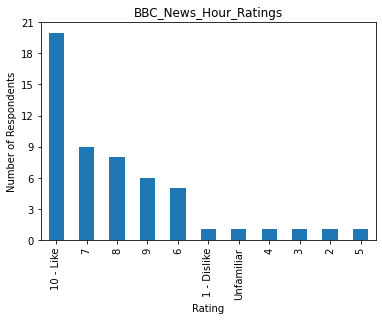 BBC_News_Hour_Ratings
Number of Respondents
21
18
15
12
9
6
3
0
10 - Like
7
8
9
6
1 - Dislike
Unfamiliar
4
3
2
5
Rating